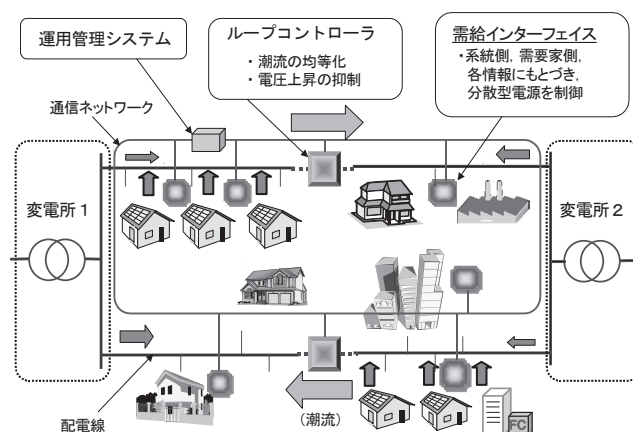 運用管理システム
ループコントローラ
・潮流の均等化
・電圧上昇の抑制
需給インターフェイス
・系統側，需要家側，
各情報にもとづき，
分散型電源を制御
通信ネットワーク
変電所１
変電所２
配電線
(潮流)
FC